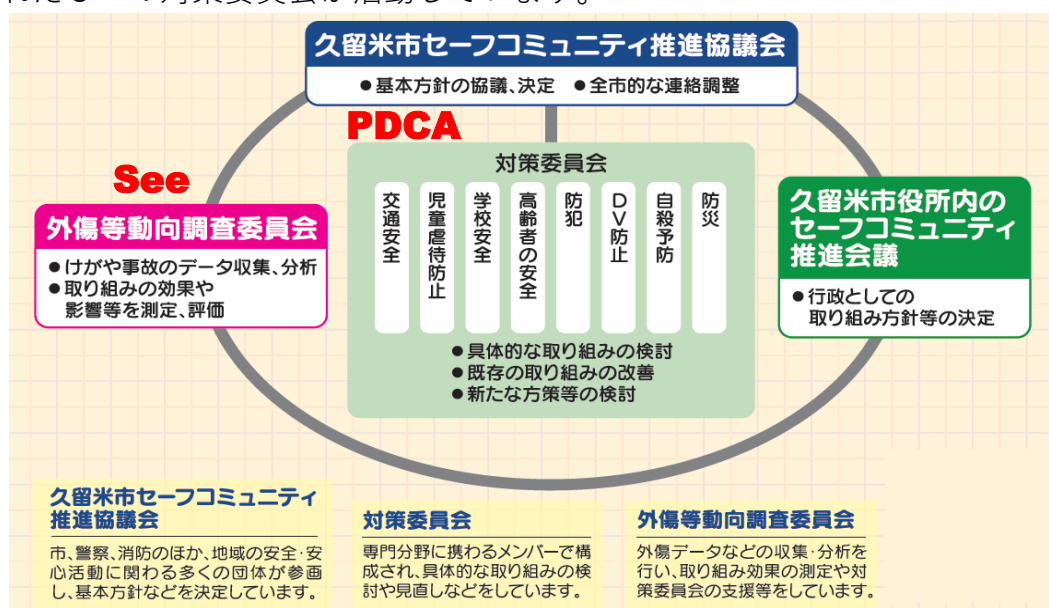 久留米市セーフコミュニティ推進協議会
●基本方針の協議、決定 ●全市的な連絡調整
PDCA
対策委員会
交通安全
児童虐待防止
学校安全
高齢者の安全
防犯
DV防止
自殺予防
防災
●具体的な取り組みの検討
●既存の取り組みの改善
●新たな方策等の検討
See
外傷等動向調査委員会
●けがや事故のデータ収集、分析
●取り組みの効果や
影響等を測定、評価
久留米市役所内の
セーフコミュニティ
推進会議
●行政としての
取り組み方針等の決定
久留米市セーフコミュニティ
推進協議会
市、警察、消防のほか、地域の安全・安
心活動に関わる多くの団体が参画
し、基本方針などを決定しています。
対策委員会
専門分野に携わるメンバーで構
成され、具体的な取り組みの検
討や見直しなどをしています。
外傷等動向調査委員会
外傷データなどの収集・分析を
行い、取り組み効果の測定や対
策委員会の支援等をしています。